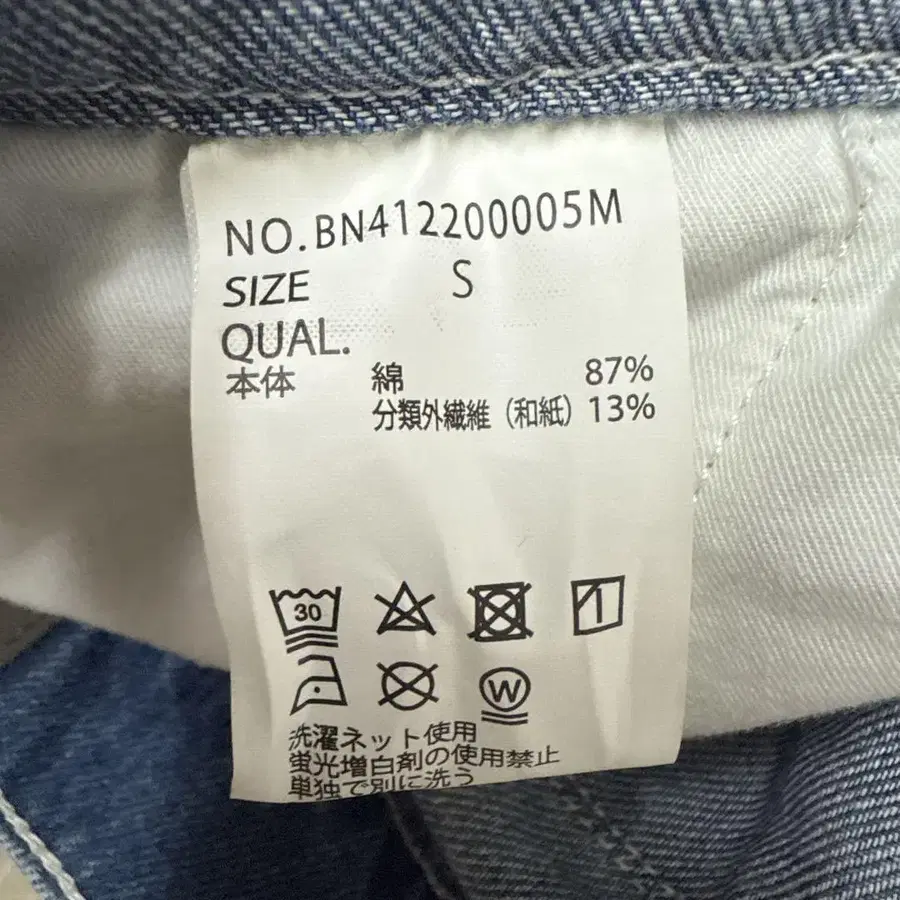 NO.BN412200005M
SIZE S
QUAL.
本体 綿 87%
分類外繊維（和紙）13%
30
W
洗濯ネット使用
蛍光増白剤の使用禁止
単独で別に洗う